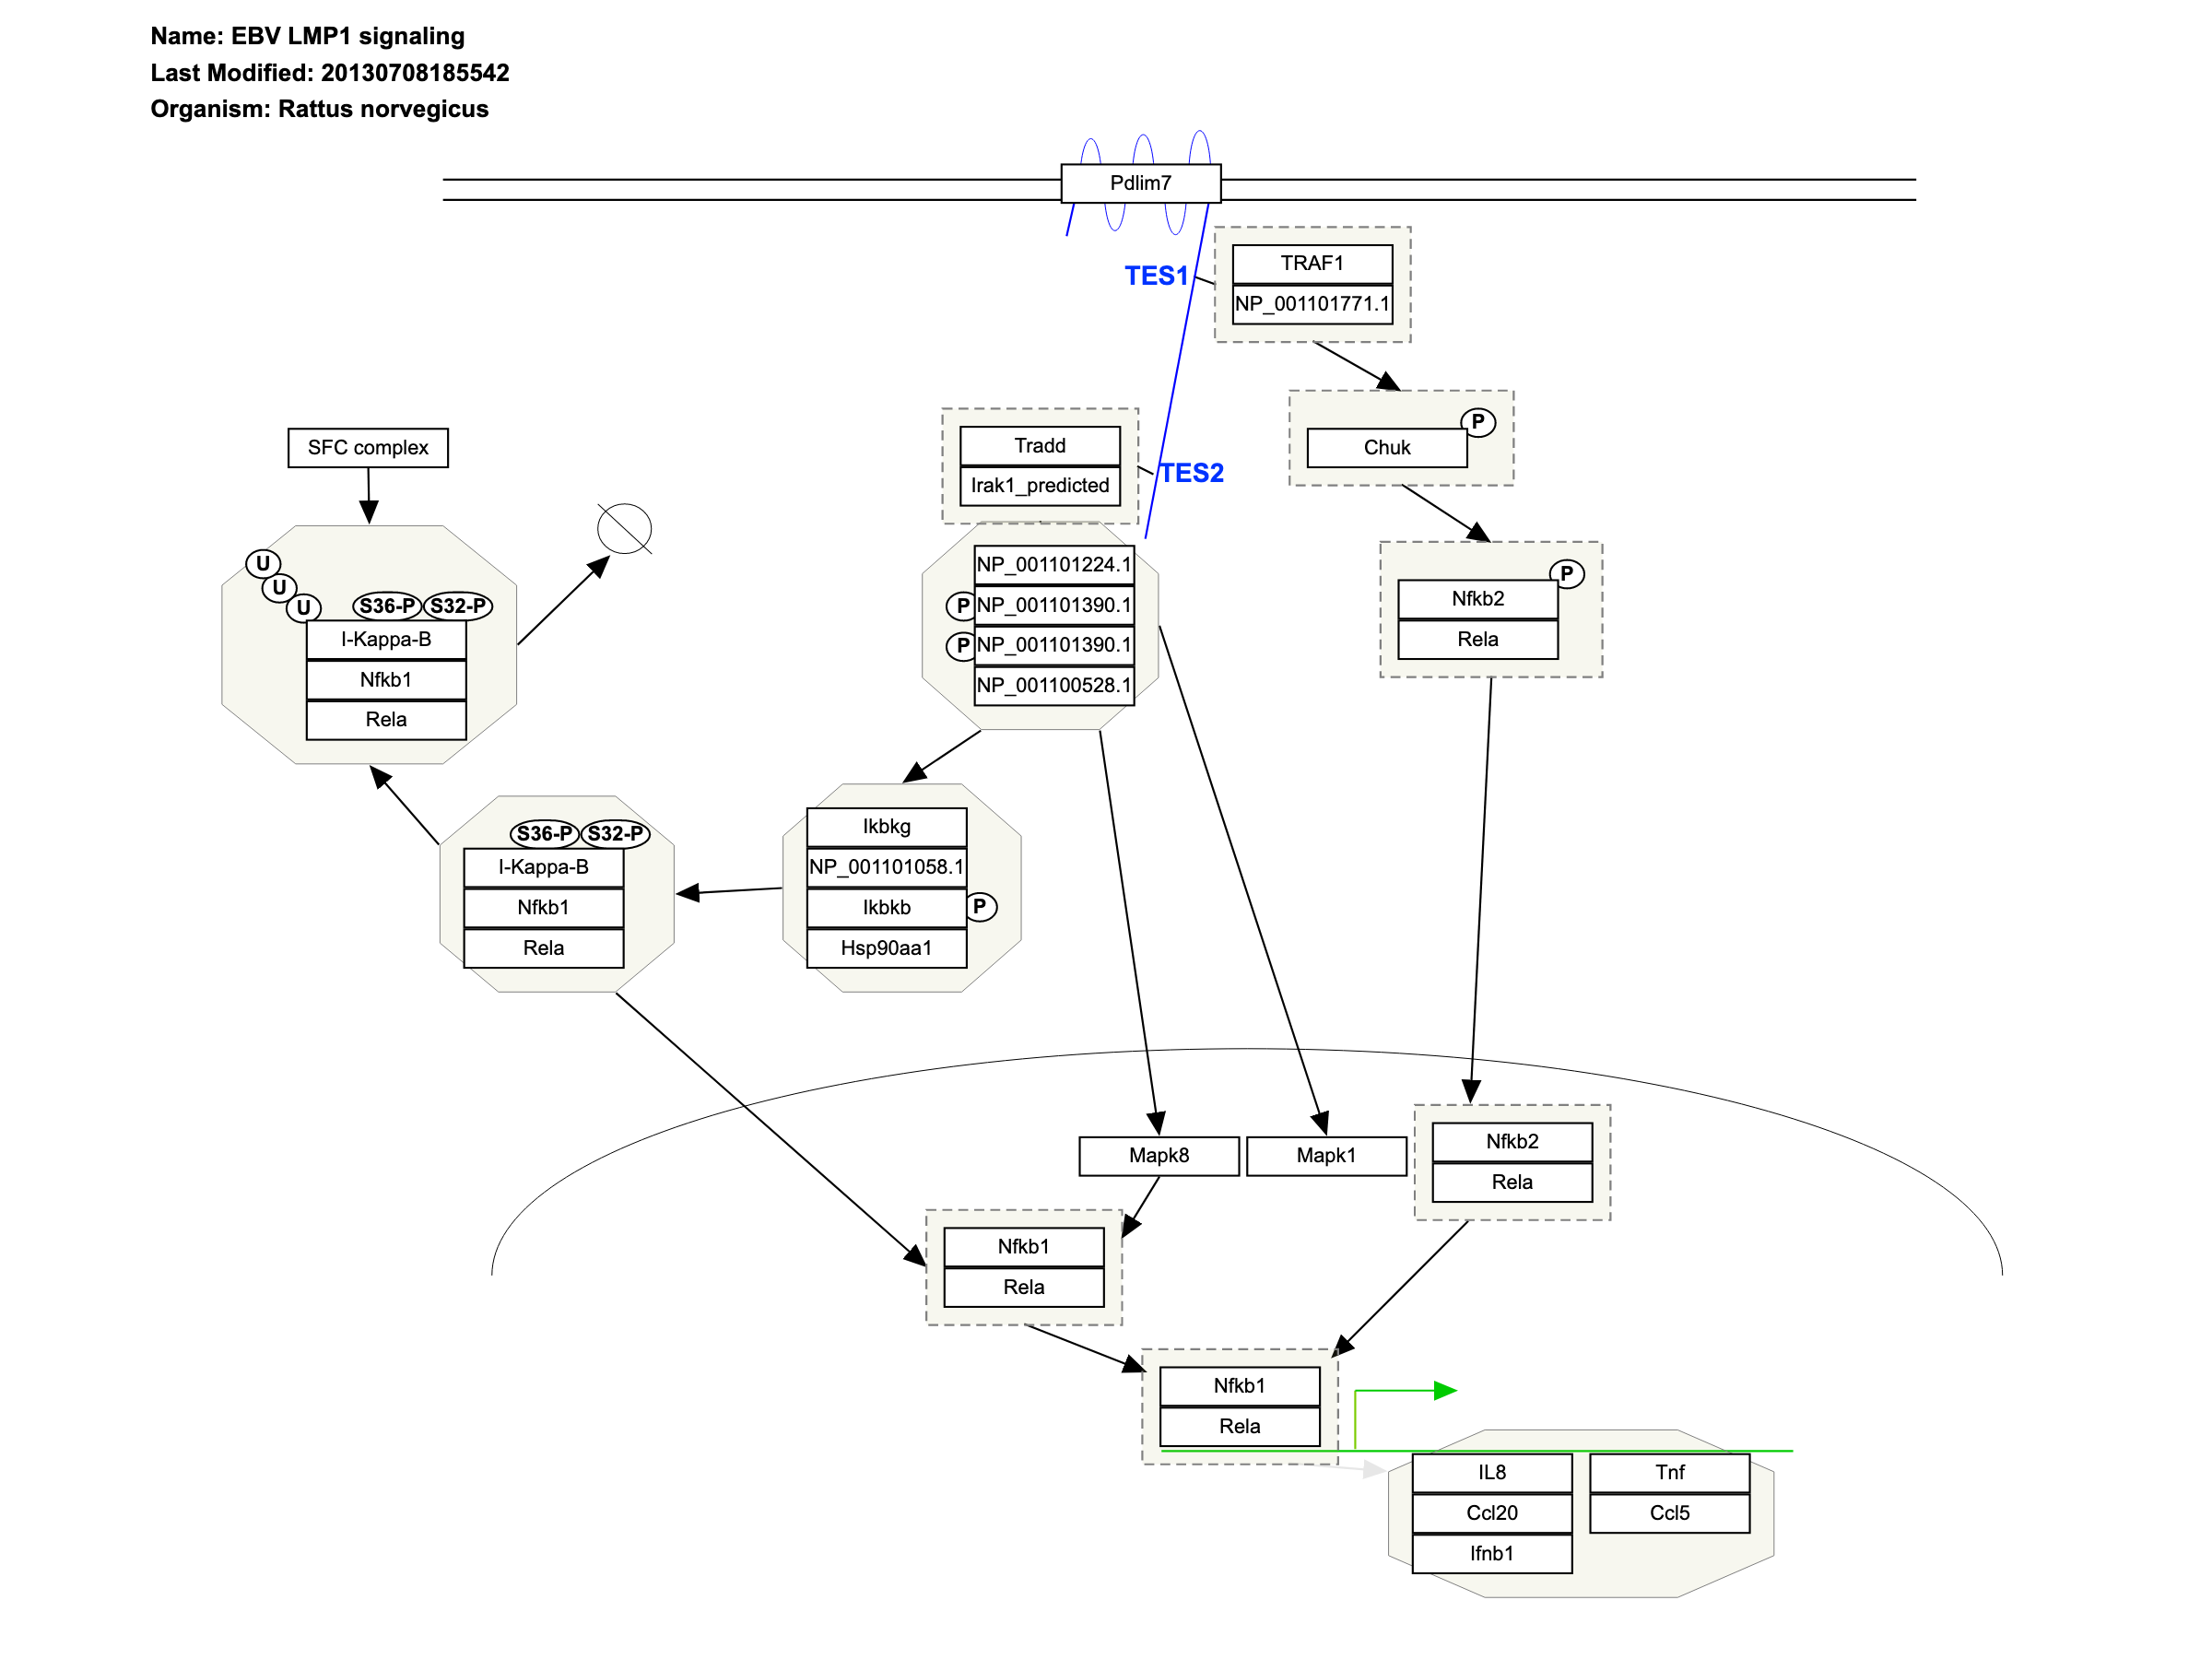 Name: EBV LMP1 signaling
Last Modified: 20130708185542
Organism: Rattus norvegicus
Pdlim7
TES1
TRAF1
NP_001101771.1
P
Chuk
SFC complex
Tradd
Irak1_predicted
TES2
U
U
U
S36-P
S32-P
I-Kappa-B
Nfkb1
Rela
NP_001101224.1
P
NP_001101390.1
P
NP_001101390.1
NP_001100528.1
P
Nfkb2
Rela
S36-P
S32-P
I-Kappa-B
Nfkb1
Rela
Ikbkg
NP_001101058.1
Ikbkb
P
Hsp90aa1
Mapk8
Mapk1
Nfkb2
Rela
Nfkb1
Rela
Nfkb1
Rela
IL8
Tnf
Ccl20
Ccl5
Ifnb1